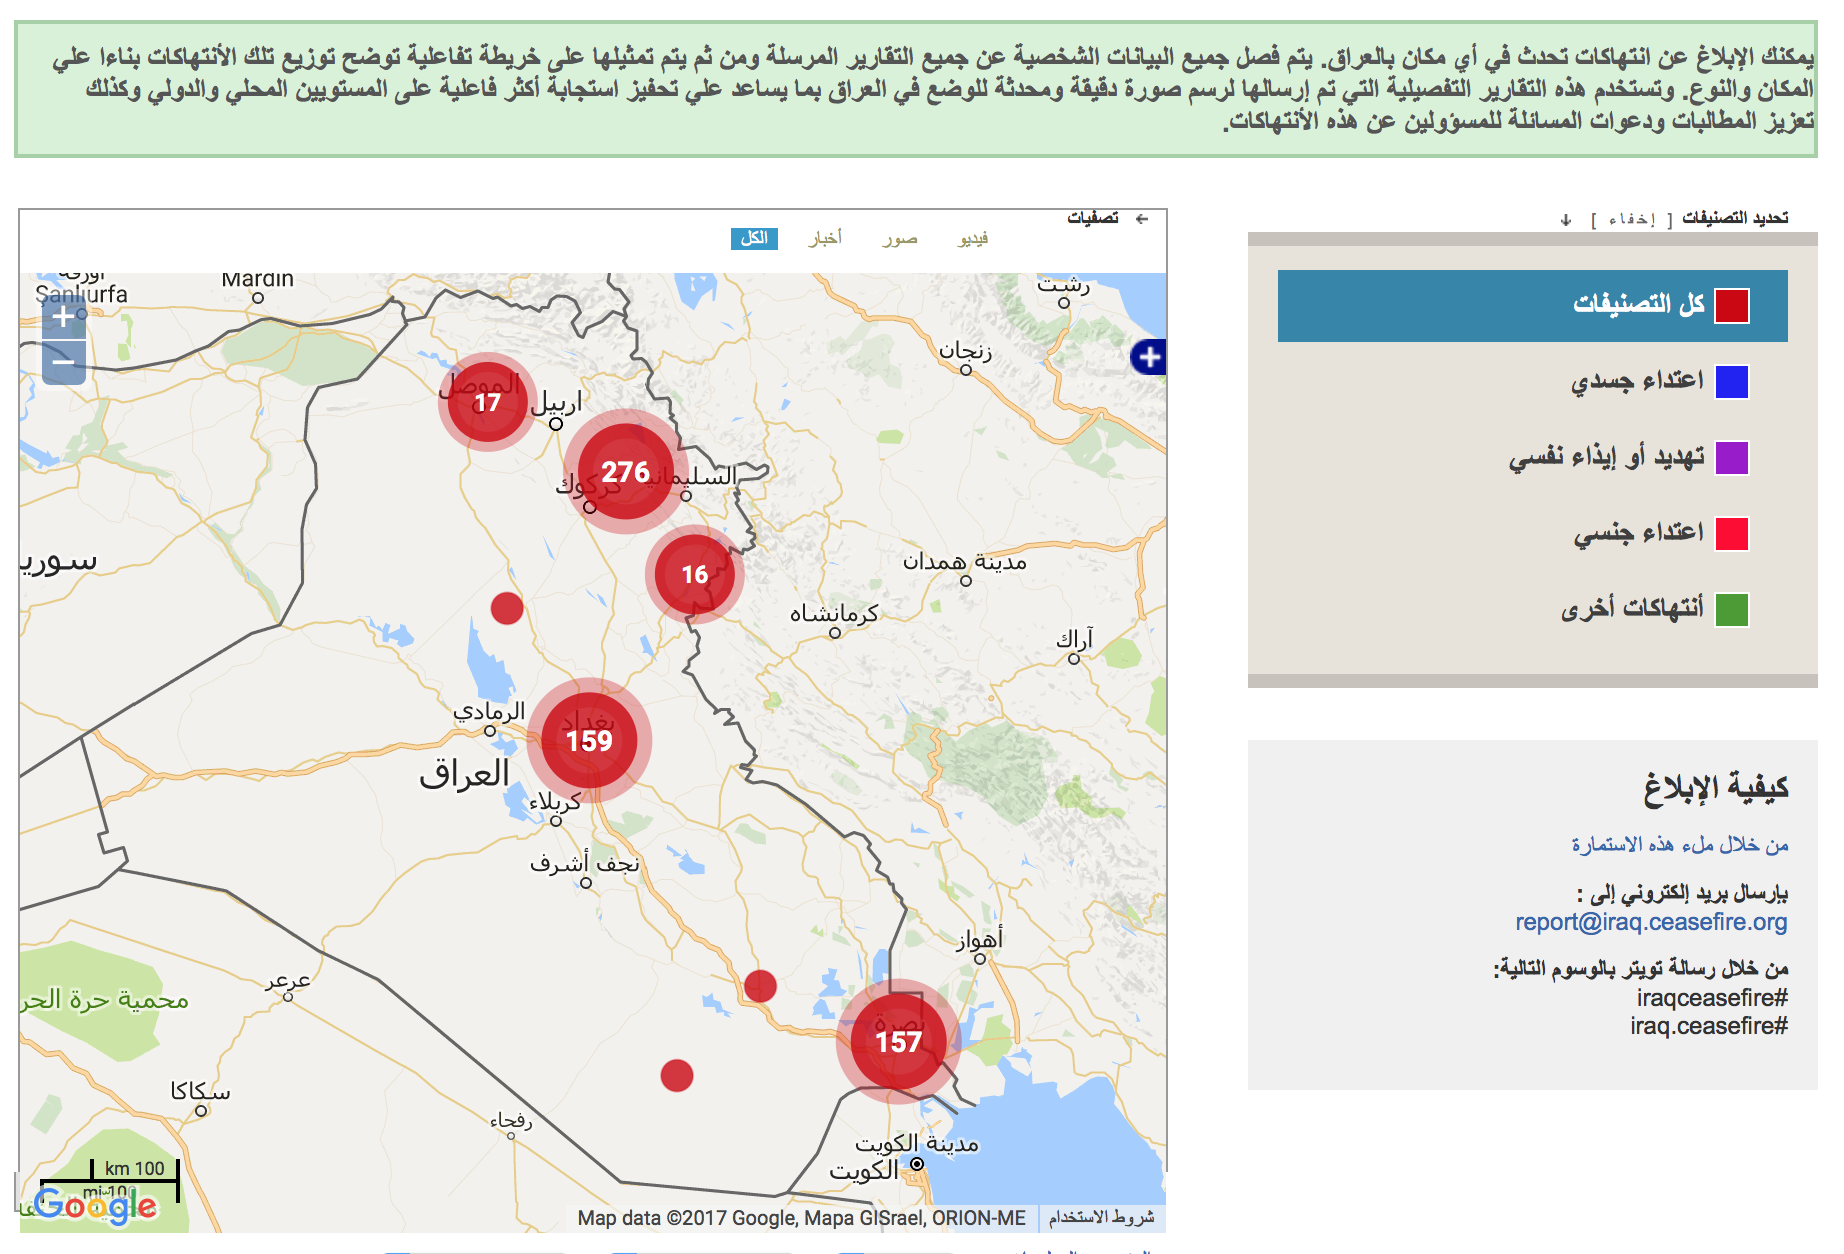 يمكنك الإبلاغ عن انتهاكات تحدث في أي مكان بالعراق. يتم فصل جميع البيانات الشخصية عن جميع التقارير المرسلة ومن ثم يتم تمثيلها على خريطة تفاعلية توضح توزيع تلك الأنتهاكات بناءا علي
المكان والنوع. وتستخدم هذه التقارير التفصيلية التي تم إرسالها لرسم صورة دقيقة ومحدثة للوضع في العراق بما يساعد علي تحفيز استجابة أكثر فاعلية على المستويين المحلي والدولي وكذلك
تعزيز المطالبات ودعوات المسائلة للمسؤولين عن هذه الأنتهاكات.
تحديد التصنيفات [ إخفاء ] ↓
كل التصنيفات
اعتداء جسدي
تهديد أو إيذاء نفسي
اعتداء جنسي
أنتهاكات أخرى
كيفية الإبلاغ
من خلال ملء هذه الاستمارة
بإرسال بريد إلكتروني إلى :
report@iraq.ceasefire.org
من خلال رسالة تويتر بالوسوم التالية:
iraqceasefire#
iraq.ceasefire#
← تصفيات
فيديو
صور
أخبار
الكل
Mardin
Şanlıurfa
رشت
زنجان
الموصل
17
اربيل
276
السليمانية
كركوك
16
سوريا
مدينة همدان
كرمانشاه
آراك
الرمادي
بغداد
159
العراق
كربلاء
نجف أشرف
أهواز
عرعر
محمية حرة الحر
بصرة
157
سكاكا
رفحاء
مدينة الكويت
الكويت
100 km
100 mi
Google
Map data ©2017 Google, Mapa GISrael, ORION-ME
شروط الاستخدام